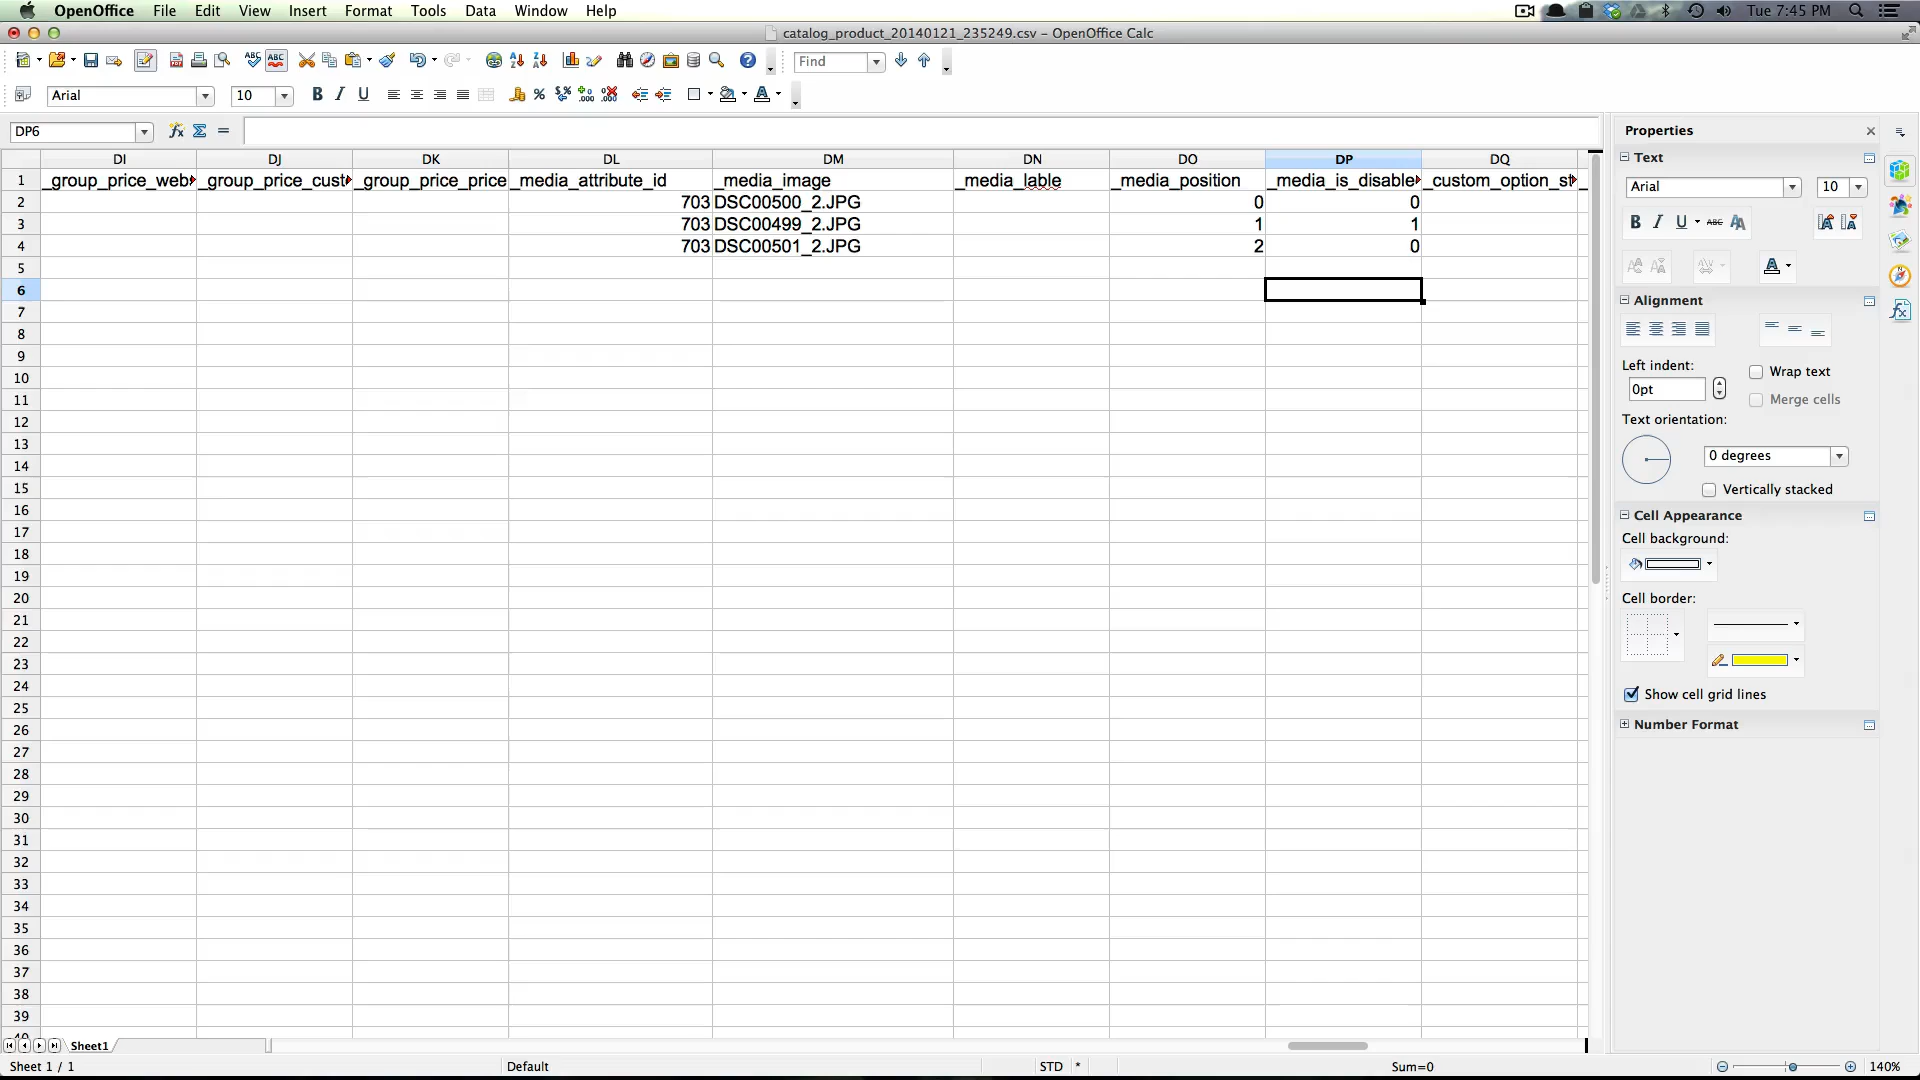 OpenOffice File Edit View Insert Format Tools Data Window Help Tue 7:45 PM
catalog_product_20140121_235249.csv – OpenOffice Calc
Find
Arial 10
DP6
DI DJ DK DL DM DN DO DP DQ
1 _group_price_web _group_price_cust _group_price_price _media_attribute_id _media_image _media_lable _media_position _media_is_disable _custom_option_st
2 703 DSC00500_2.JPG 0 0
3 703 DSC00499_2.JPG 1 1
4 703 DSC00501_2.JPG 2 0
5
6
7
8
9
10
11
12
13
14
15
16
17
18
19
20
21
22
23
24
25
26
27
28
29
30
31
32
33
34
35
36
37
38
39
40
Properties
Text
Arial 10
Alignment
Left indent:
0pt
Wrap text
Merge cells
Text orientation:
0 degrees
Vertically stacked
Cell Appearance
Cell background:
Cell border:
Show cell grid lines
Number Format
Sheet1
Sheet 1 / 1 Default STD * Sum=0 140%